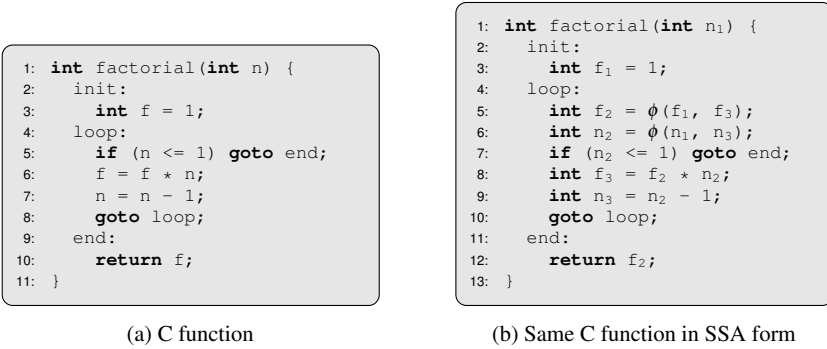 1: int factorial(int n) {
2: init:
3: int f = 1;
4: loop:
5: if (n <= 1) goto end;
6: f = f * n;
7: n = n - 1;
8: goto loop;
9: end:
10: return f;
11: }
(a) C function
1: int factorial(int n₁) {
2: init:
3: int f₁ = 1;
4: loop:
5: int f₂ = ϕ(f₁, f₃);
6: int n₂ = ϕ(n₁, n₃);
7: if (n₂ <= 1) goto end;
8: int f₃ = f₂ * n₂;
9: int n₃ = n₂ - 1;
10: goto loop;
11: end:
12: return f₂;
13: }
(b) Same C function in SSA form